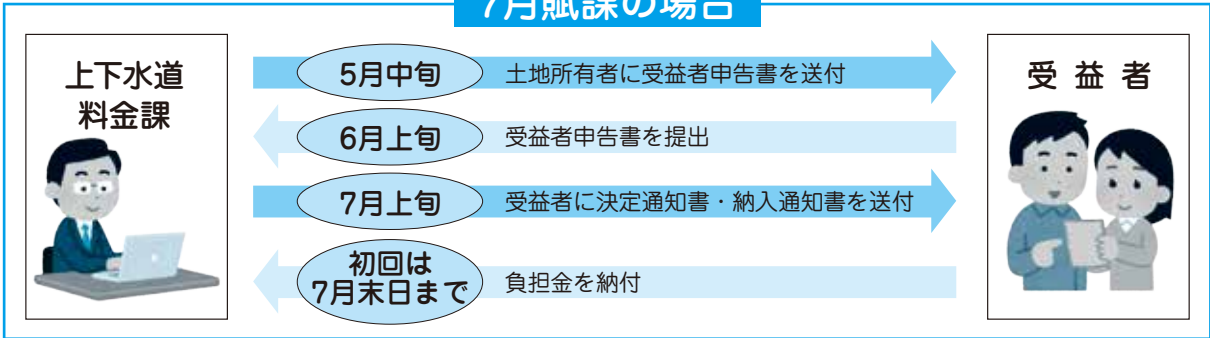 7月賦課の場合
上下水道
料金課
5月中旬
土地所有者に受益者申告書を送付
6月上旬
受益者申告書を提出
7月上旬
受益者に決定通知書・納入通知書を送付
初回は
7月末日まで
負担金を納付
受益者